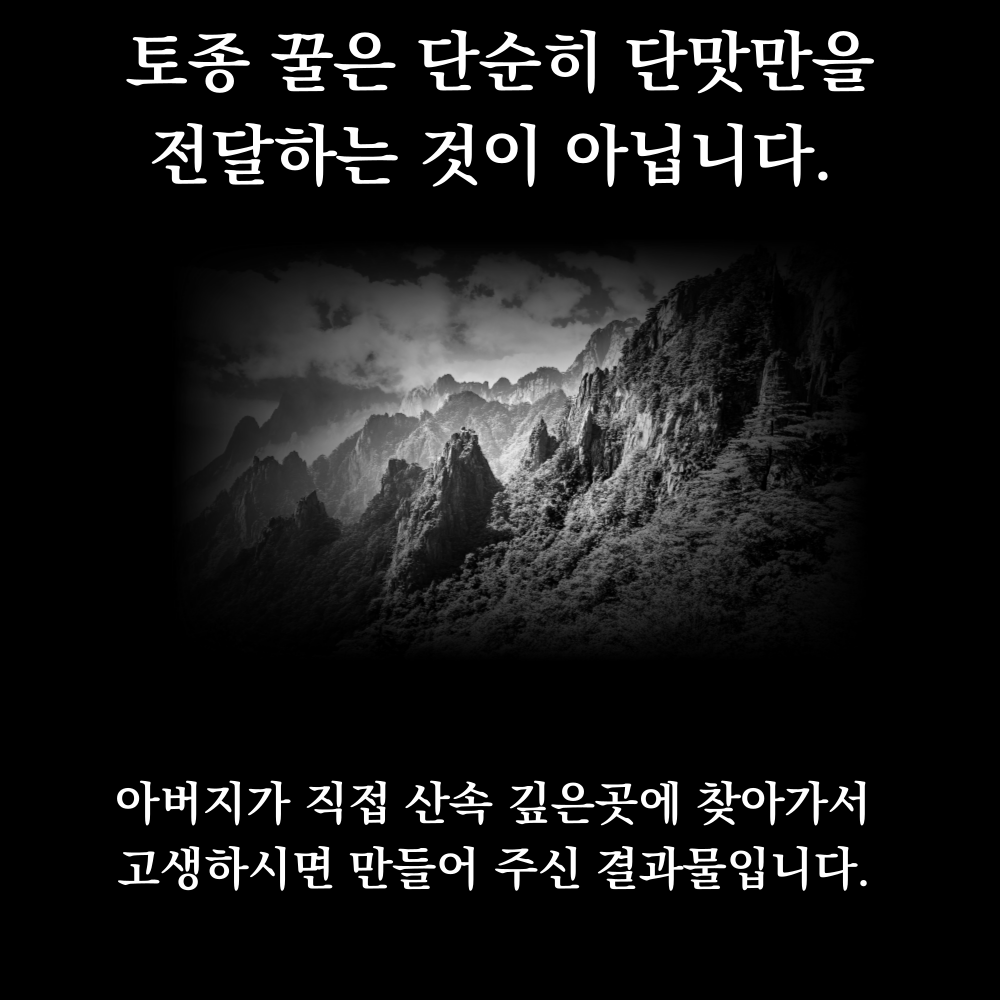 토종 꿀은 단순히 단맛만을
전달하는 것이 아닙니다.
아버지가 직접 산속 깊은곳에 찾아가서
고생하시면 만들어 주신 결과물입니다.